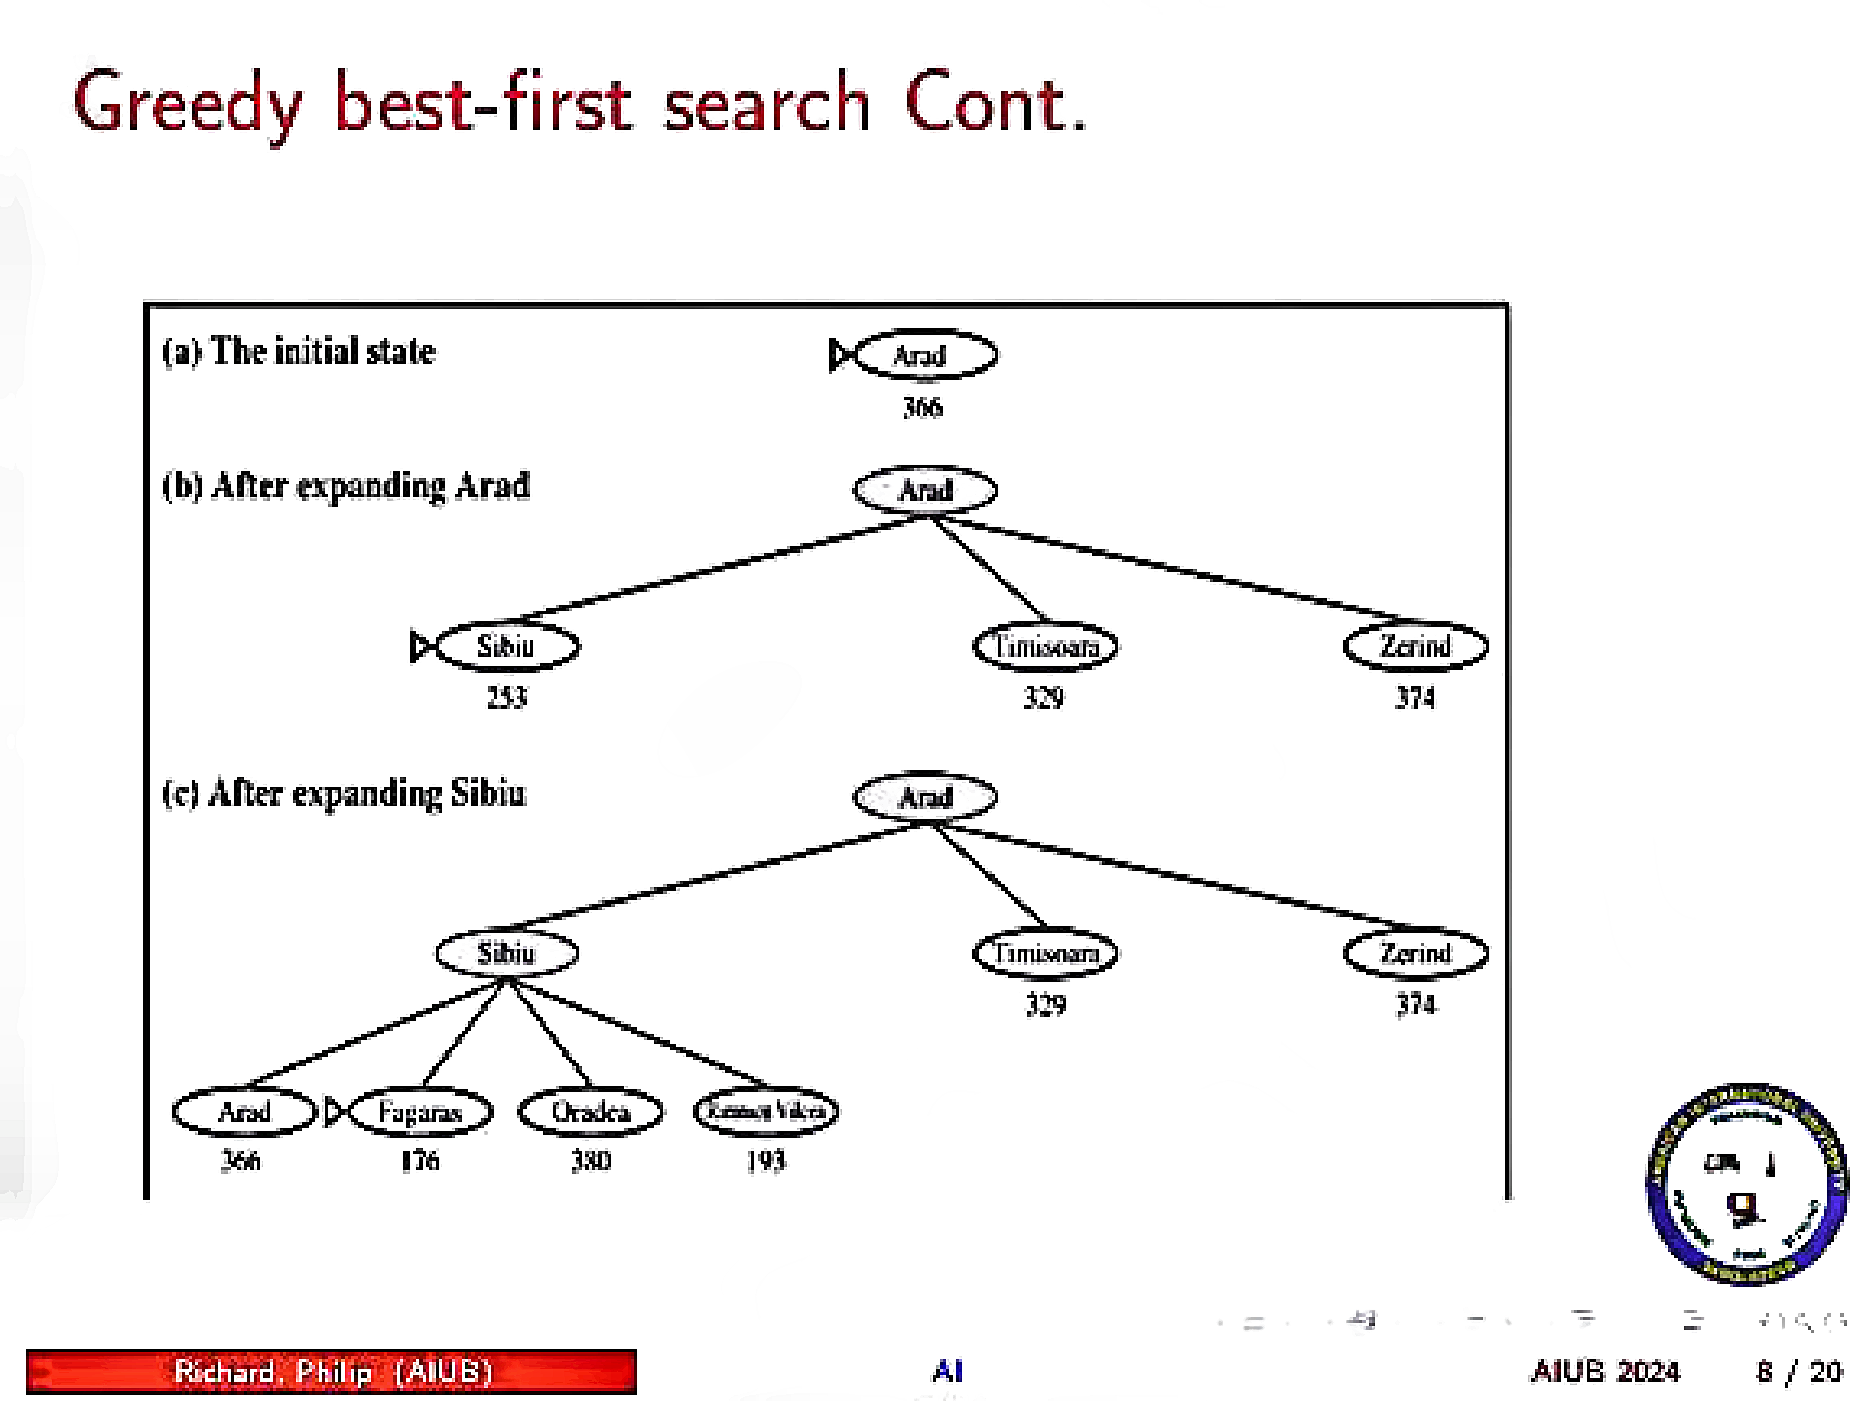 Greedy best-first search Cont.
(a) The initial state
Arad
366
(b) After expanding Arad
Arad
Sibiu Timisoara Zerind
253 329 374
(c) After expanding Sibiu
Arad
Sibiu Timisoara Zerind
329 374
Arad Fagaras Oradea Rimnicu Vilcea
366 176 380 193
Richard, Philip (AIUB) AI AIUB 2024 8 / 20